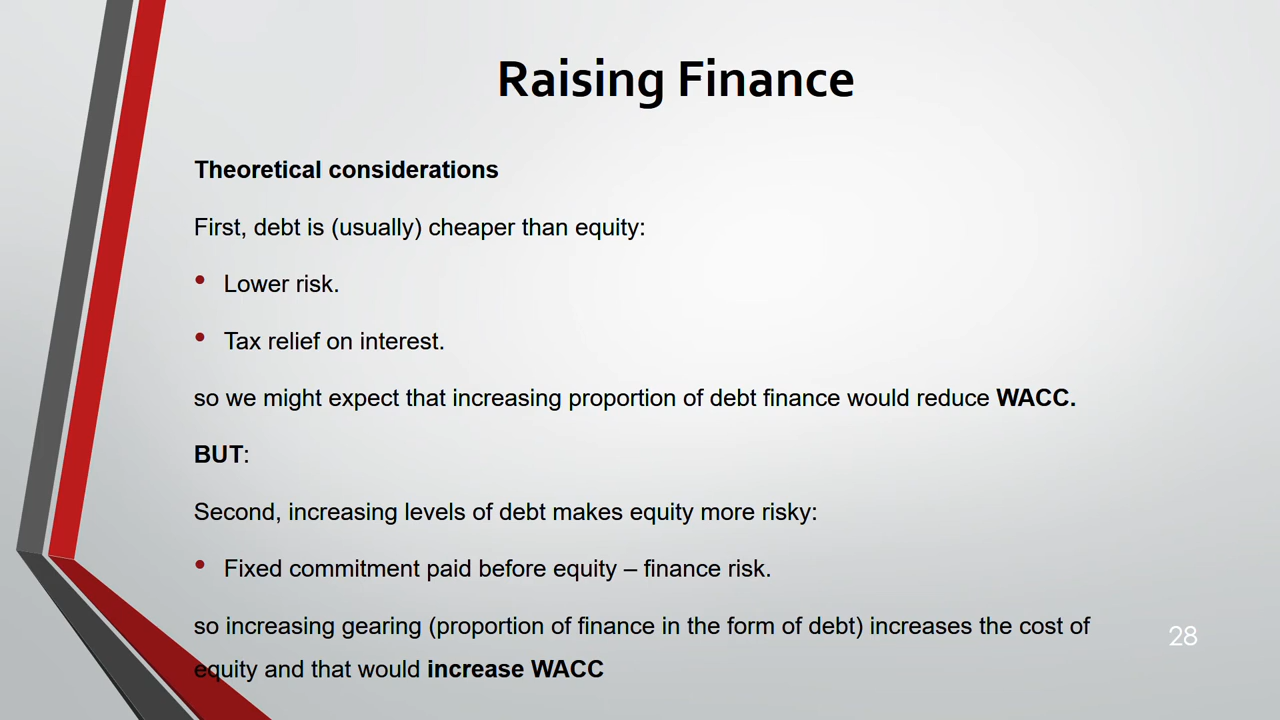 Raising Finance
Theoretical considerations
First, debt is (usually) cheaper than equity:
• Lower risk.
• Tax relief on interest.
so we might expect that increasing proportion of debt finance would reduce WACC.
BUT:
Second, increasing levels of debt makes equity more risky:
• Fixed commitment paid before equity – finance risk.
so increasing gearing (proportion of finance in the form of debt) increases the cost of
equity and that would increase WACC
28